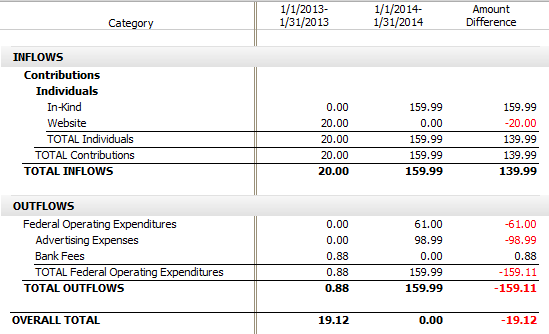 Category 1/1/2013- 1/31/2013 1/1/2014- 1/31/2014 Amount Difference
INFLOWS
Contributions
Individuals
In-Kind 0.00 159.99 159.99
Website 20.00 0.00 -20.00
TOTAL Individuals 20.00 159.99 139.99
TOTAL Contributions 20.00 159.99 139.99
TOTAL INFLOWS 20.00 159.99 139.99
OUTFLOWS
Federal Operating Expenditures 0.00 61.00 -61.00
Advertising Expenses 0.00 98.99 -98.99
Bank Fees 0.88 0.00 0.88
TOTAL Federal Operating Expenditures 0.88 159.99 -159.11
TOTAL OUTFLOWS 0.88 159.99 -159.11
OVERALL TOTAL 19.12 0.00 -19.12